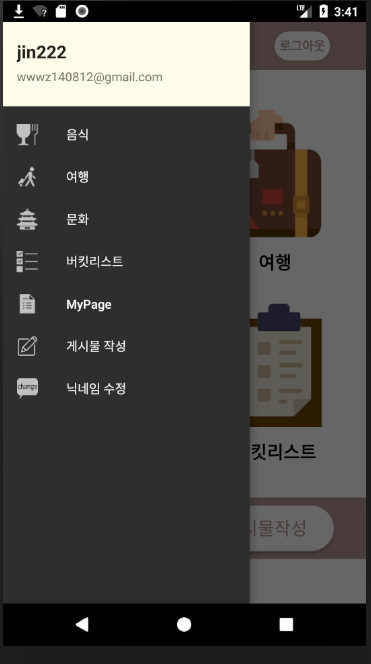 LTE 3:41
jin222
wwwz140812@gmail.com
로그아웃
음식
여행
문화
버킷리스트
MyPage
게시물 작성
change
닉네임 수정
여행
킷리스트
시물작성